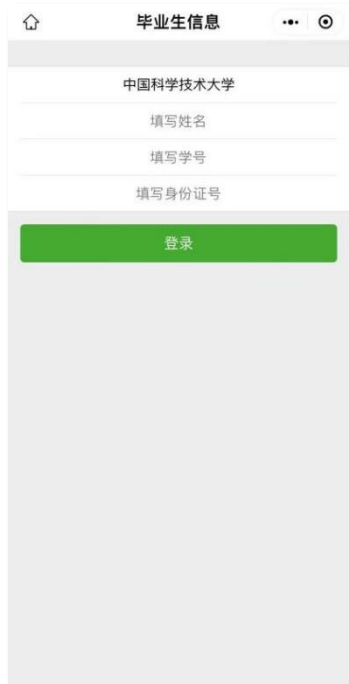 毕业生信息
中国科学技术大学
填写姓名
填写学号
填写身份证号
登录